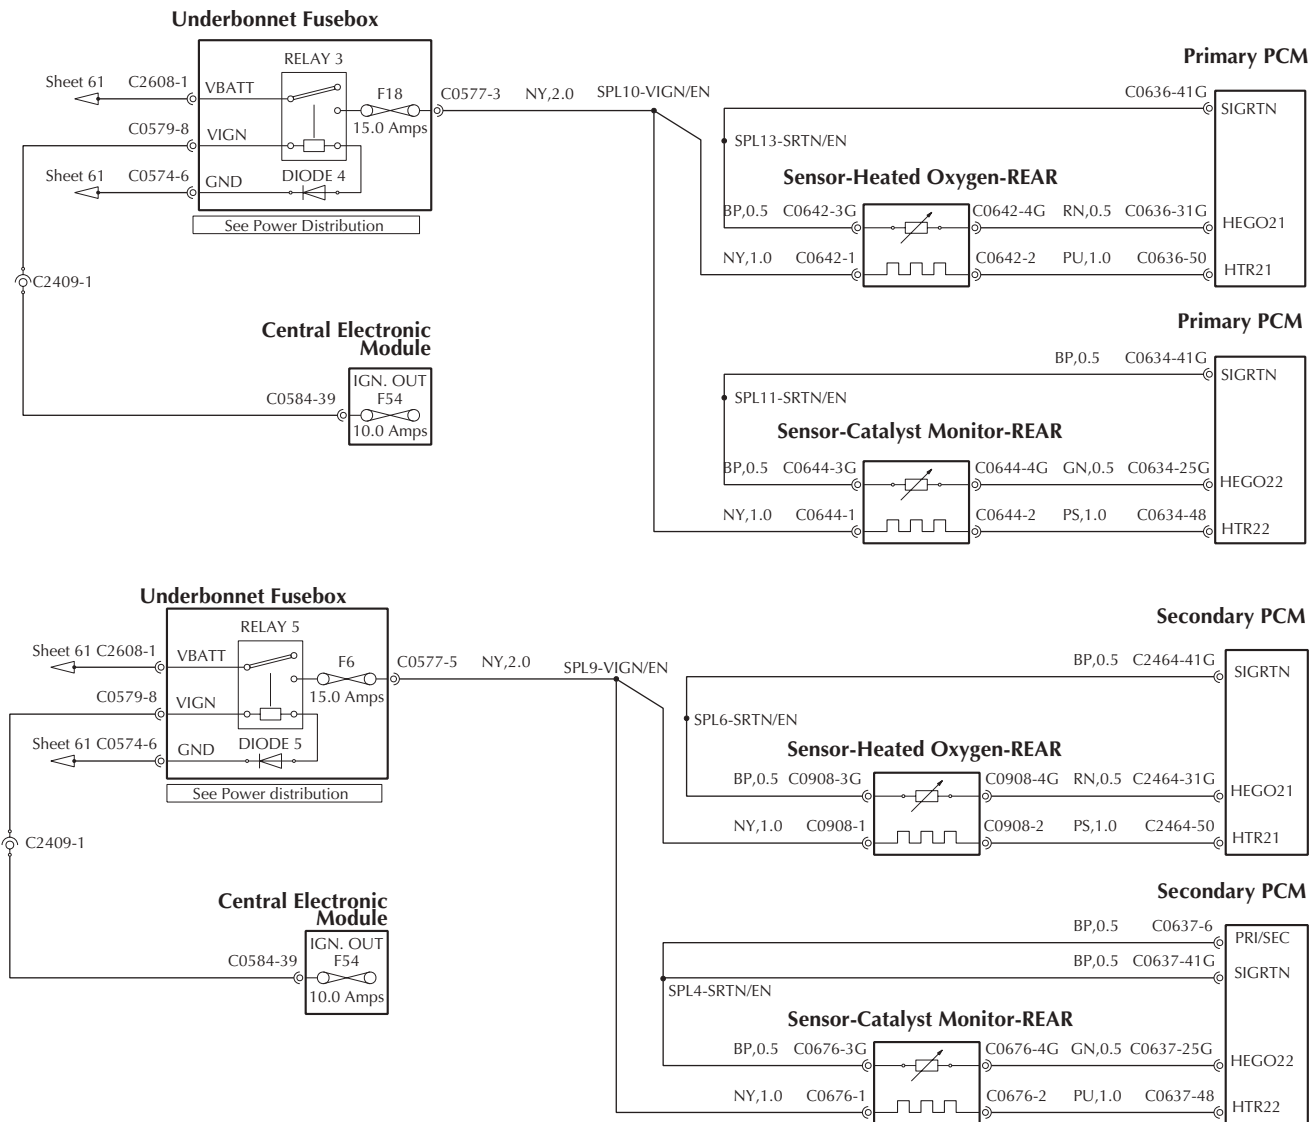 Underbonnet Fusebox
RELAY 3
Sheet 61 C2608-1 VBATT
F18
15.0 Amps
C0577-3 NY,2.0 SPL10-VIGN/EN
C0579-8 VIGN
Sheet 61 C0574-6 GND
DIODE 4
See Power Distribution
C2409-1
Central Electronic
Module
IGN. OUT
C0584-39 F54
10.0 Amps
Primary PCM
C0636-41G SIGRTN
SPL13-SRTN/EN
Sensor-Heated Oxygen-REAR
BP,0.5 C0642-3G C0642-4G RN,0.5 C0636-31G HEGO21
NY,1.0 C0642-1 C0642-2 PU,1.0 C0636-50 HTR21
Primary PCM
BP,0.5 C0634-41G SIGRTN
SPL11-SRTN/EN
Sensor-Catalyst Monitor-REAR
BP,0.5 C0644-3G C0644-4G GN,0.5 C0634-25G HEGO22
NY,1.0 C0644-1 C0644-2 PS,1.0 C0634-48 HTR22
Underbonnet Fusebox
RELAY 5
Sheet 61 C2608-1 VBATT
F6
15.0 Amps
C0577-5 NY,2.0 SPL9-VIGN/EN
C0579-8 VIGN
Sheet 61 C0574-6 GND
DIODE 5
See Power distribution
C2409-1
Central Electronic
Module
IGN. OUT
C0584-39 F54
10.0 Amps
Secondary PCM
BP,0.5 C2464-41G SIGRTN
SPL6-SRTN/EN
Sensor-Heated Oxygen-REAR
BP,0.5 C0908-3G C0908-4G RN,0.5 C2464-31G HEGO21
NY,1.0 C0908-1 C0908-2 PS,1.0 C2464-50 HTR21
Secondary PCM
BP,0.5 C0637-6 PRI/SEC
BP,0.5 C0637-41G SIGRTN
SPL4-SRTN/EN
Sensor-Catalyst Monitor-REAR
BP,0.5 C0676-3G C0676-4G GN,0.5 C0637-25G HEGO22
NY,1.0 C0676-1 C0676-2 PU,1.0 C0637-48 HTR22